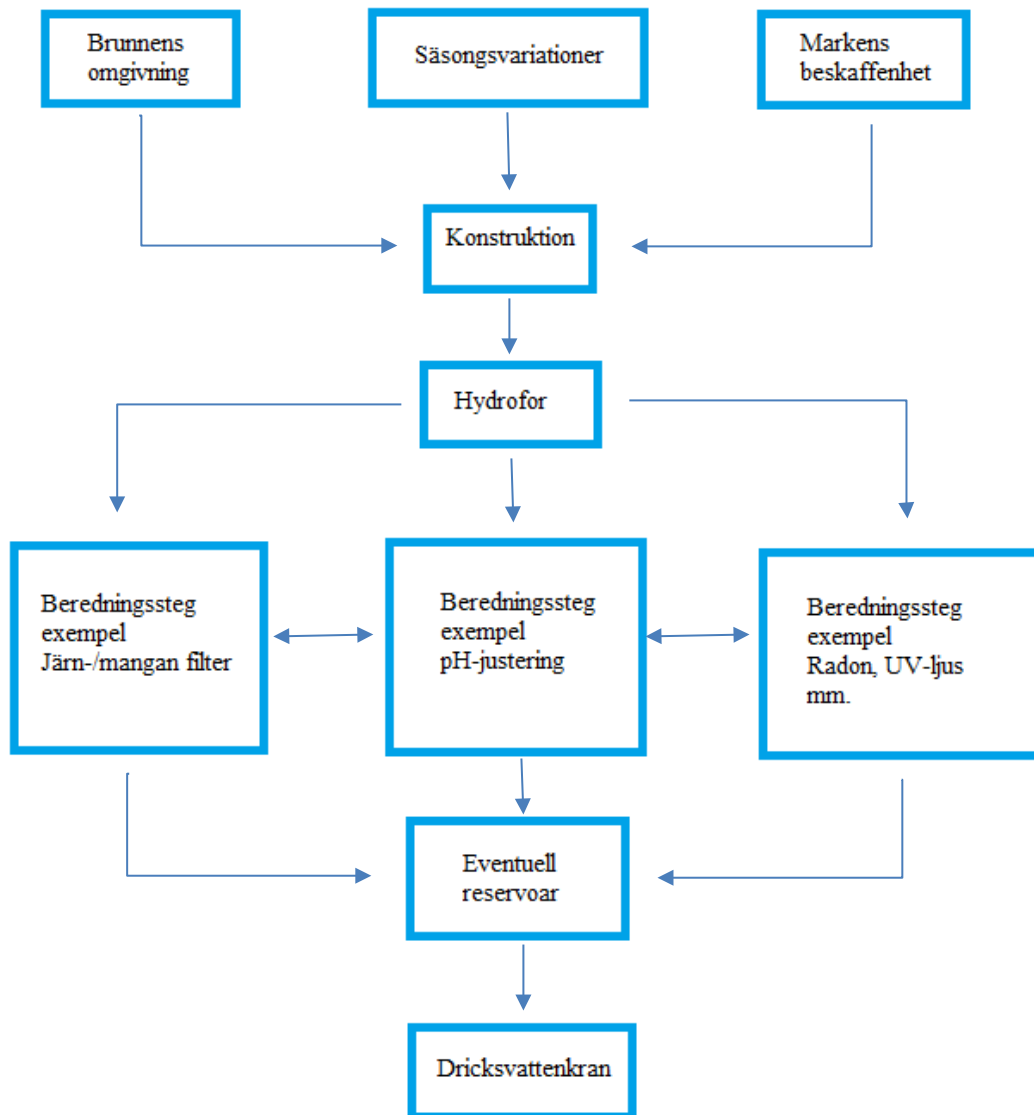 Brunnens
omgivning
Säsongsvariationer
Markens
beskaffenhet
Konstruktion
Hydrofor
Beredningssteg
exempel
Järn-/mangan filter
Beredningssteg
exempel
pH-justering
Beredningssteg
exempel
Radon, UV-ljus
mm.
Eventuell
reservoar
Dricksvattenkran